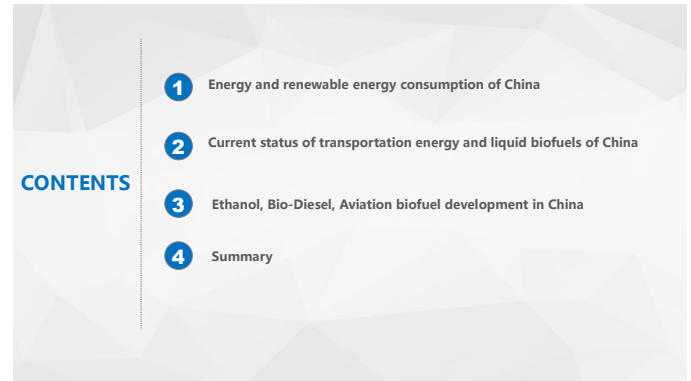 CONTENTS
1 Energy and renewable energy consumption of China
2 Current status of transportation energy and liquid biofuels of China
3 Ethanol, Bio-Diesel, Aviation biofuel development in China
4 Summary